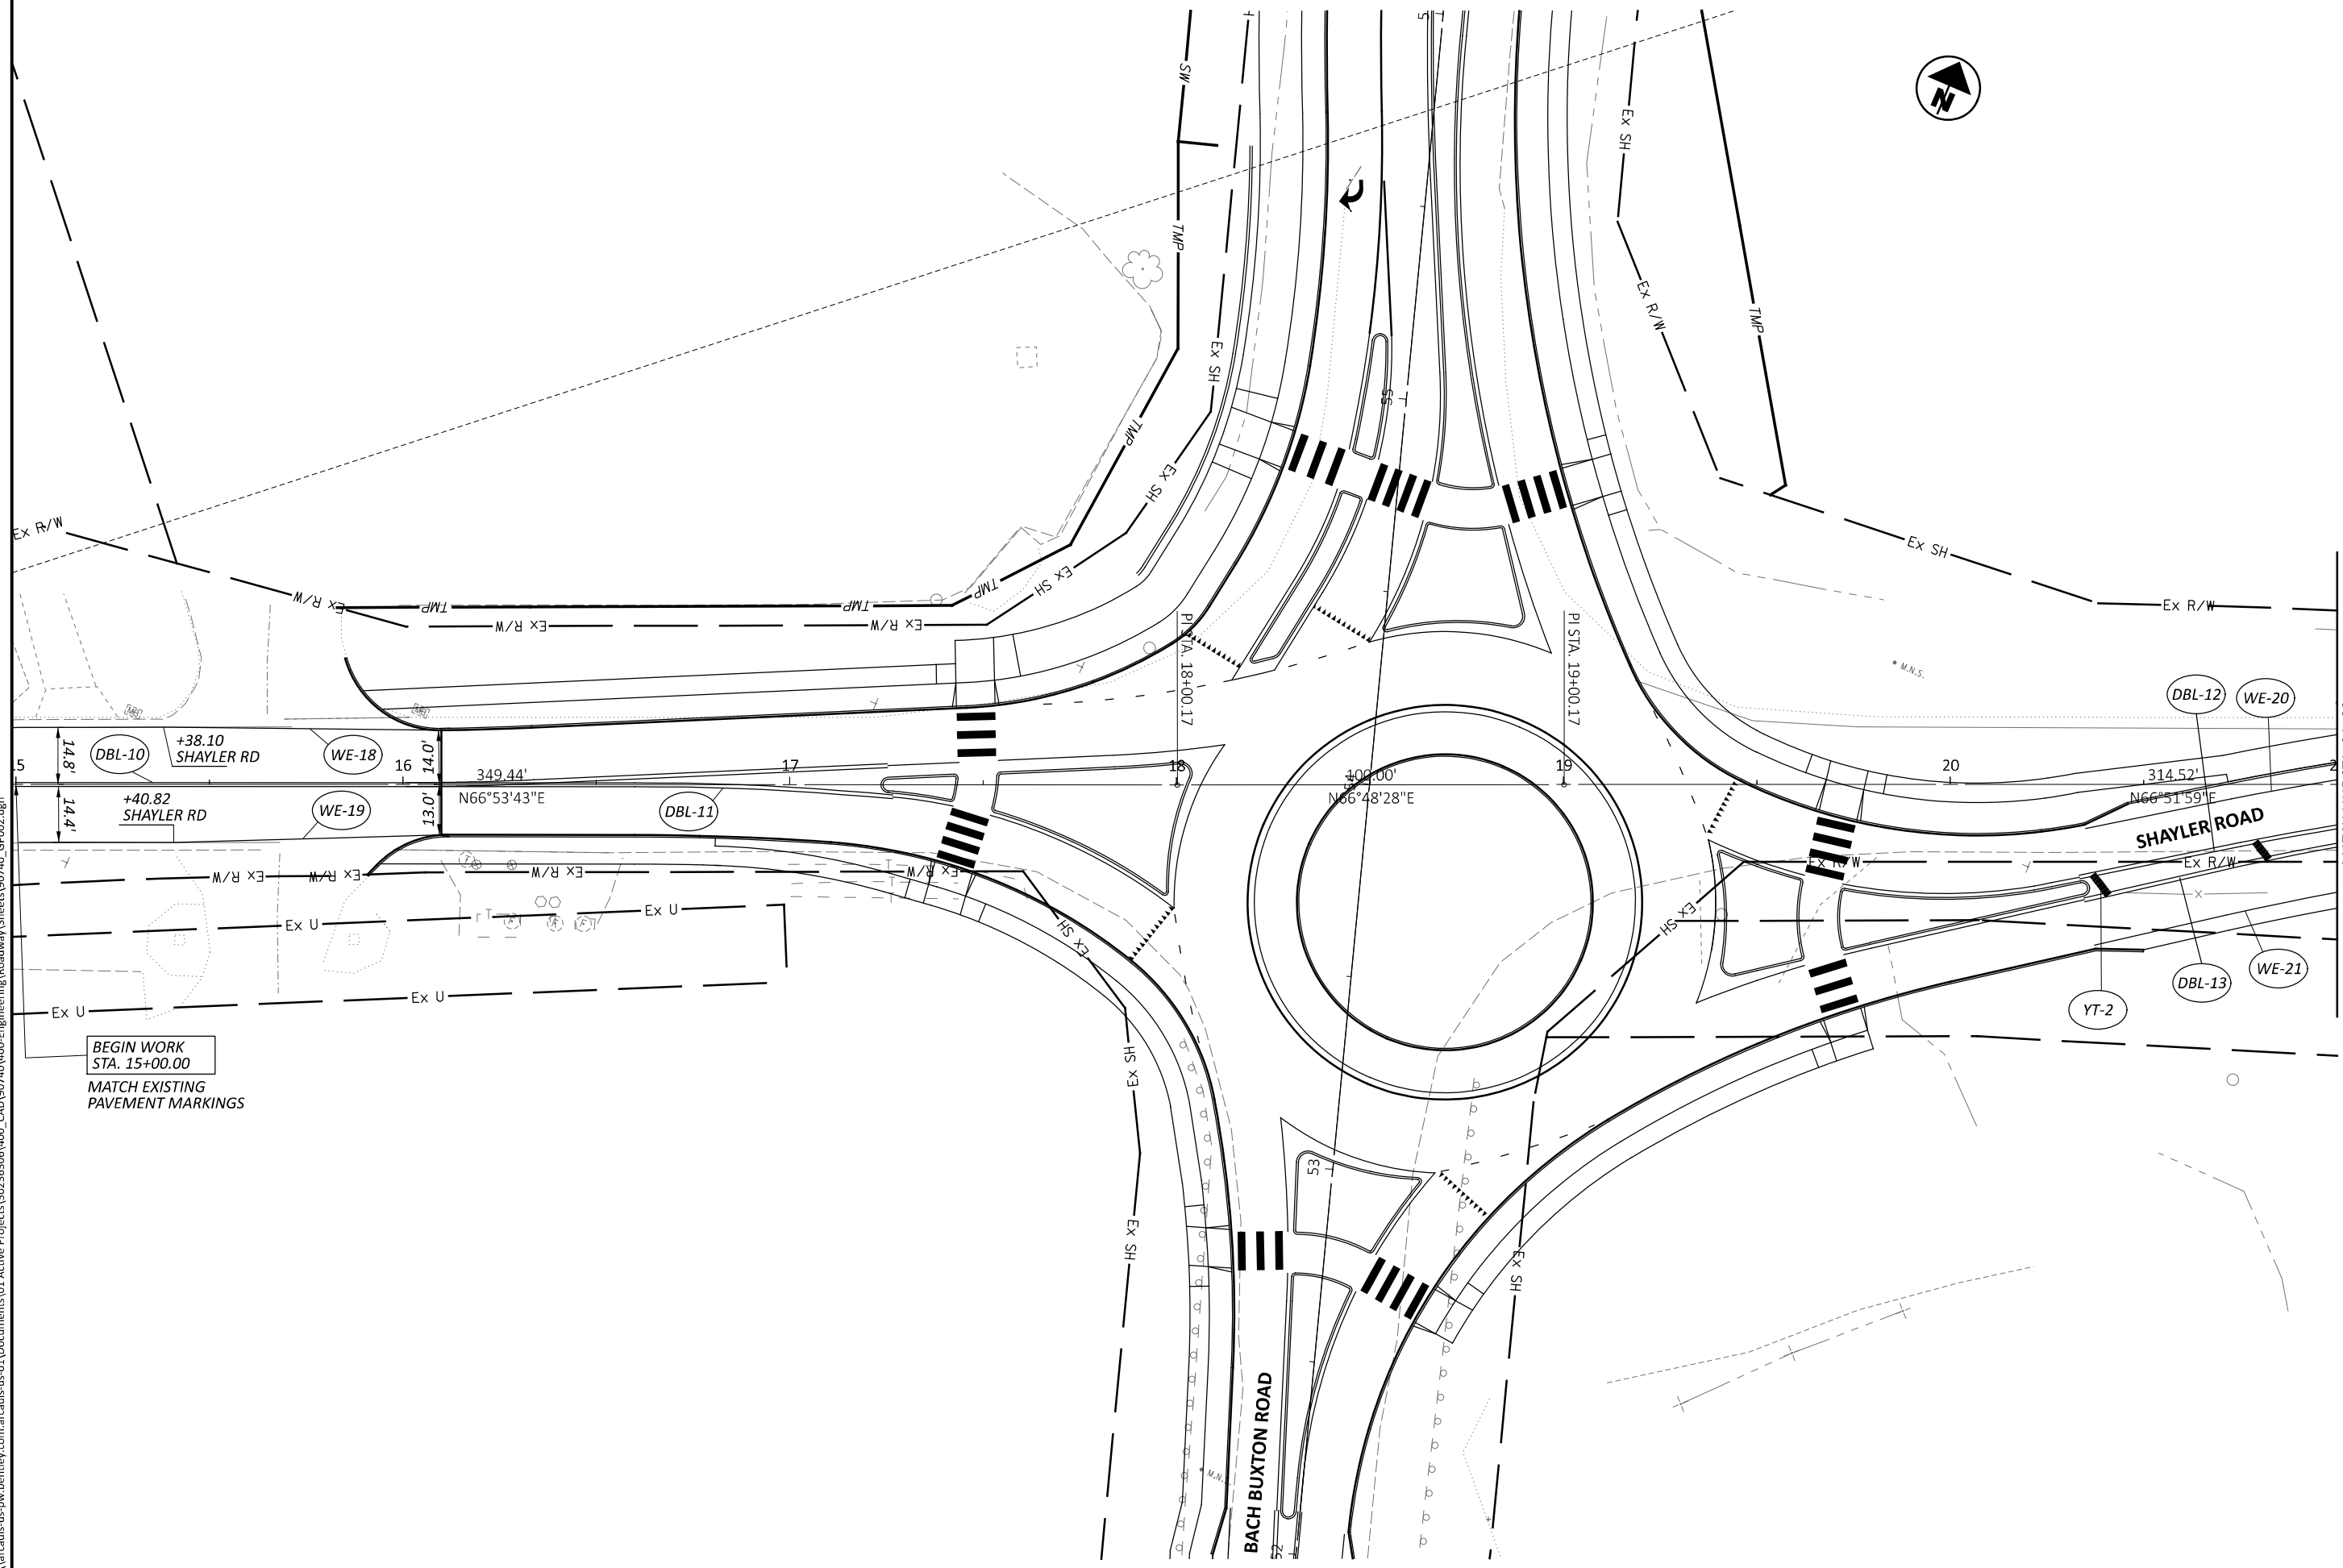 SW
5
N
TMP
Ex SH
Ex R/W
TMP
Ex SH
55
TMP
Ex SH
Ex SH
Ex R/W
Ex R/W
TMP
TMP
TMP
Ex SH
Ex R/W
Ex R/W
Ex R/W
PI STA. 18+00.17
PI STA. 19+00.17
M.N.S.
DBL-12
WE-20
14.8'
DBL-10
+38.10
SHAYLER RD
WE-18
14.0'
15
16
17
18
19
20
349.44'
N66°53'43"E
100.00'
N66°48'28"E
54
314.52'
N66°51'59"E
14.4'
+40.82
SHAYLER RD
WE-19
13.0'
DBL-11
SHAYLER ROAD
Ex R/W
Ex R/W
Ex R/W
Ex R/W
Ex R/W
Ex R/W
Ex U
Ex U
Ex SH
Ex SH
WE-21
DBL-13
YT-2
Ex U
Ex U
BEGIN WORK
STA. 15+00.00
MATCH EXISTING
PAVEMENT MARKINGS
Ex SH
SH
53
Ex SH
Ex SH
BACH BUXTON ROAD
M.N.
52